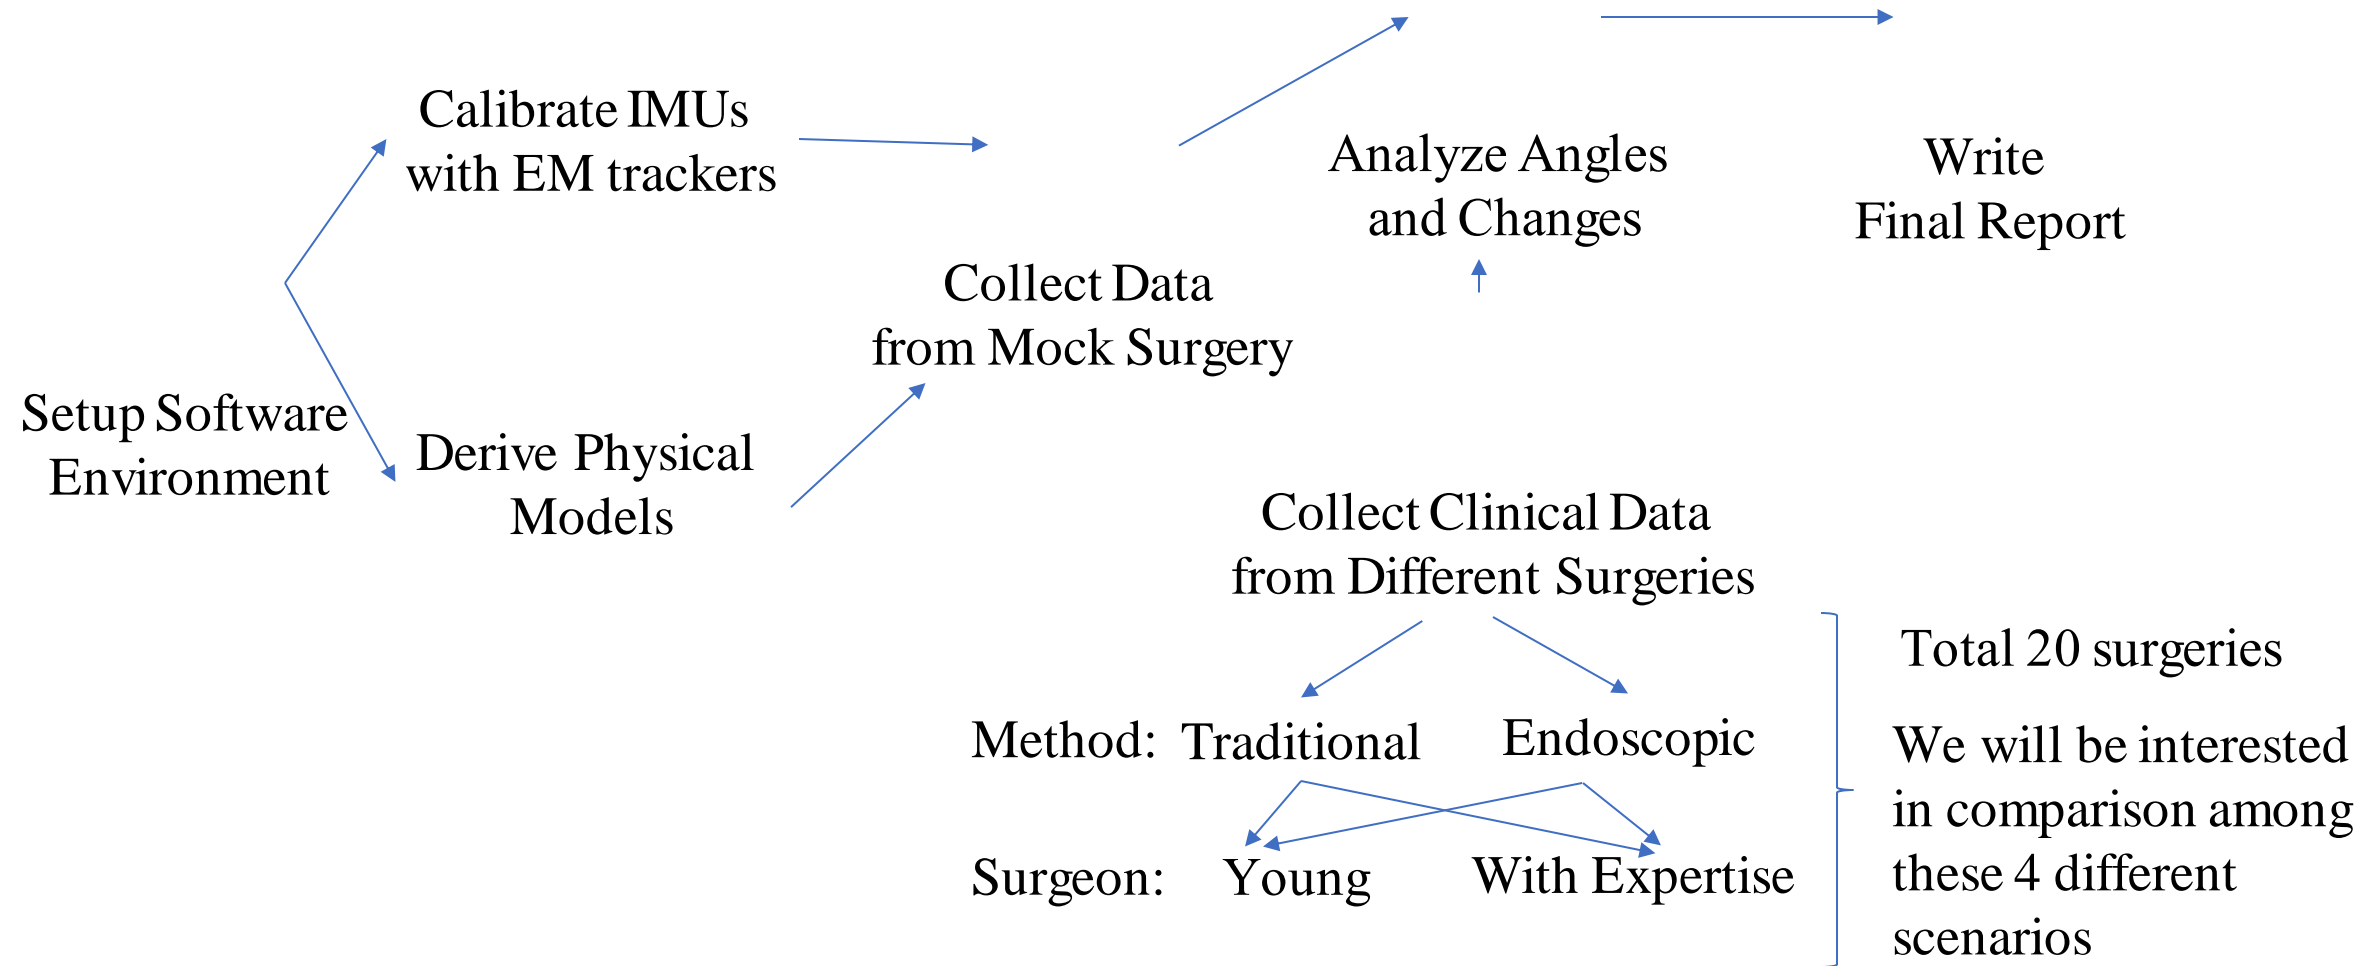 Calibrate IMUs
with EM trackers
Analyze Angles
and Changes
Write
Final Report
Collect Data
from Mock Surgery
Setup Software
Environment
Derive Physical
Models
Collect Clinical Data
from Different Surgeries
Total 20 surgeries
Method: Traditional Endoscopic
Surgeon: Young With Expertise
We will be interested
in comparison among
these 4 different
scenarios